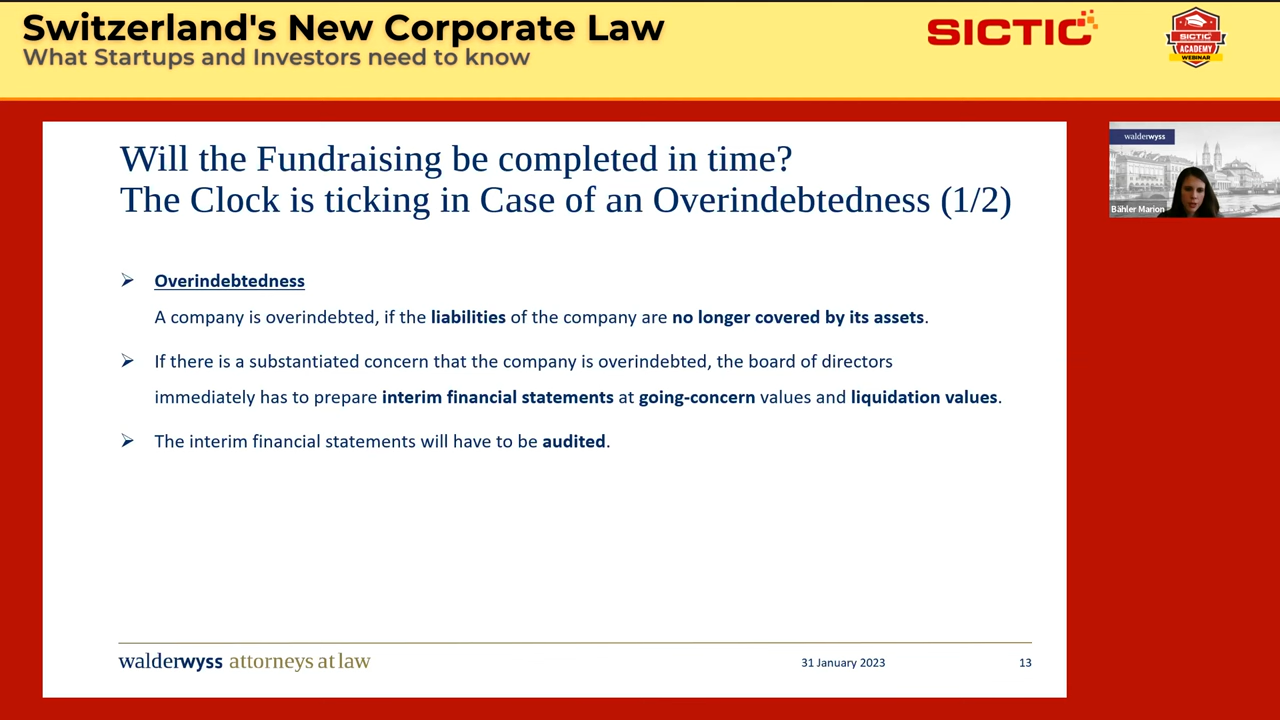 Switzerland's New Corporate Law
What Startups and Investors need to know
SICTIC
SICTIC
ACADEMY
WEBINAR
Will the Fundraising be completed in time?
The Clock is ticking in Case of an Overindebtedness (1/2)
walderwyss
Bähler Marion
➢ Overindebtedness
A company is overindebted, if the liabilities of the company are no longer covered by its assets.
➢ If there is a substantiated concern that the company is overindebted, the board of directors
immediately has to prepare interim financial statements at going-concern values and liquidation values.
➢ The interim financial statements will have to be audited.
walderwyss attorneys at law
31 January 2023
13